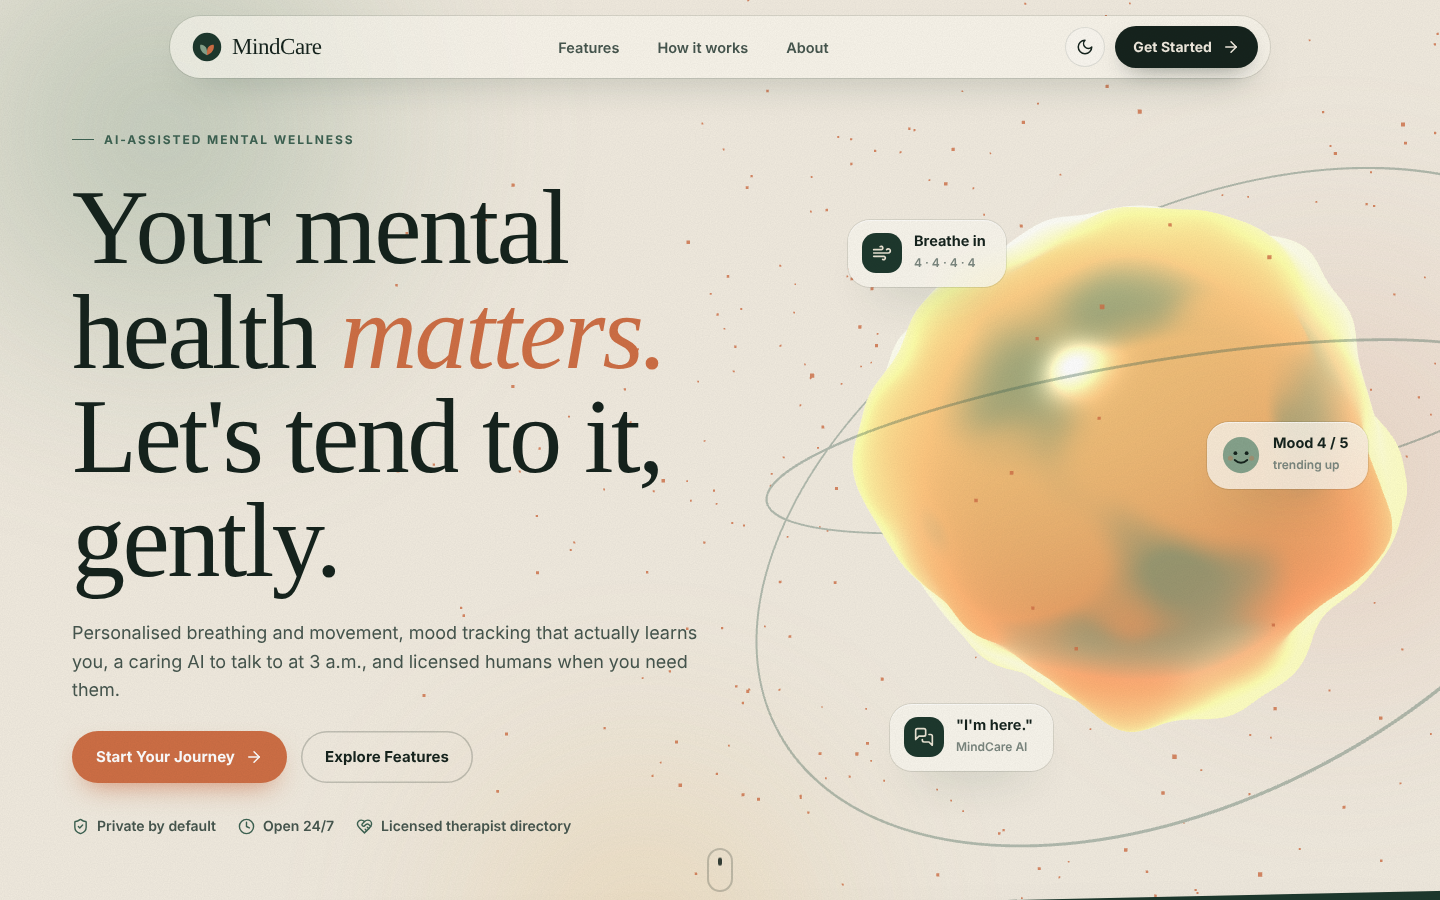 MindCare
Features
How it works
About
Get Started
AI-ASSISTED MENTAL WELLNESS
Your mental
health matters.
Let's tend to it,
gently.
Personalised breathing and movement, mood tracking that actually learns
you, a caring AI to talk to at 3 a.m., and licensed humans when you need
them.
Start Your Journey
Explore Features
Private by default
Open 24/7
Licensed therapist directory
Breathe in
4 · 4 · 4 · 4
Mood 4 / 5
trending up
"I'm here."
MindCare AI